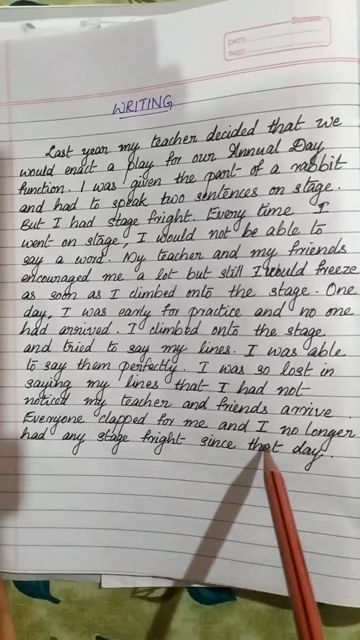 DATE
PAGE
WRITING
Last year my teacher decided that we
would enact a play for our Annual Day
function. I was given the part of a rabbit
and had to speak two sentences on stage.
But I had stage fright. Every time I
went on stage, I would not be able to
say a word. My teacher and my friends
encouraged me a lot but still I would freeze
as soon as I climbed onto the stage. One
day, I was early for practice and no one
had arrived. I climbed onto the stage
and tried to say my lines. I was able
to say them perfectly. I was so lost in
saying my lines that I had not
noticed my teacher and friends arrive.
Everyone clapped for me and I no longer
had any stage fright since that day.